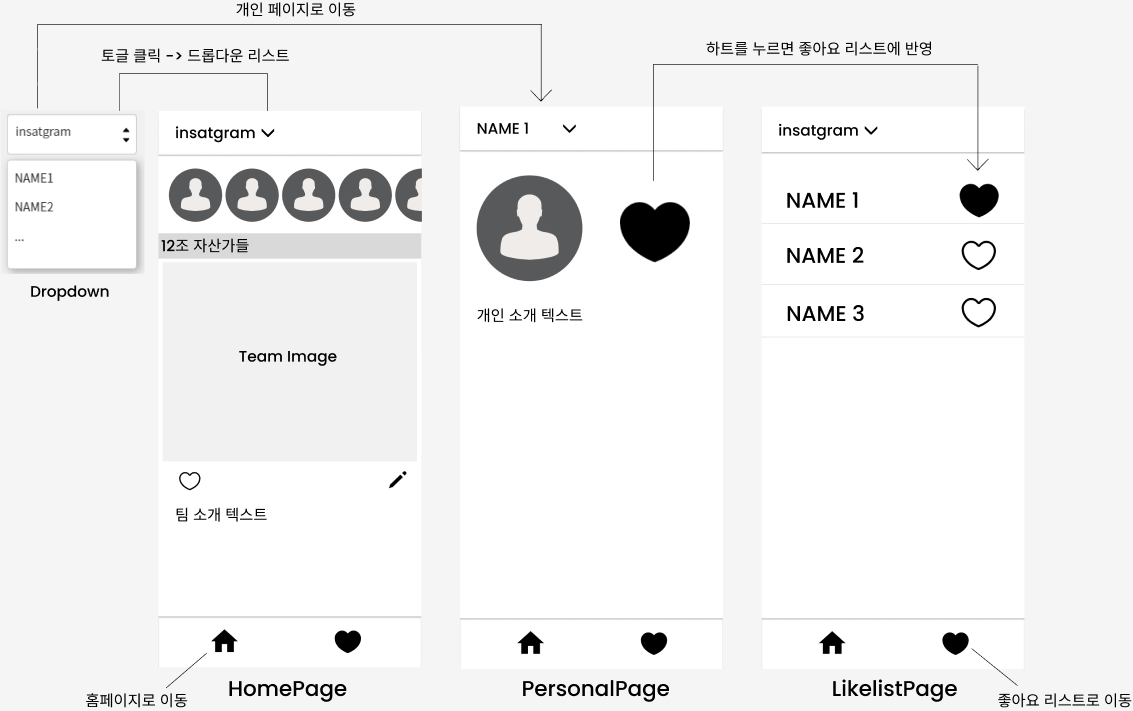 개인 페이지로 이동
토글 클릭 -> 드롭다운 리스트
하트를 누르면 좋아요 리스트에 반영
insatgram
NAME1
NAME2
...
Dropdown
insatgram
12조 자산가들
Team Image
팀 소개 텍스트
홈페이지로 이동
HomePage
NAME 1
개인 소개 텍스트
PersonalPage
insatgram
NAME 1
NAME 2
NAME 3
LikelistPage
좋아요 리스트로 이동